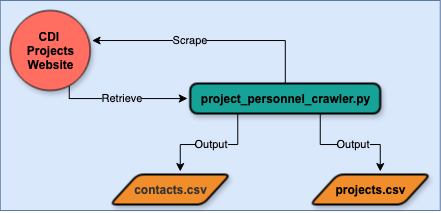 CDI
Projects
Website
Scrape
Retrieve
project_personnel_crawler.py
Output
Output
contacts.csv
projects.csv